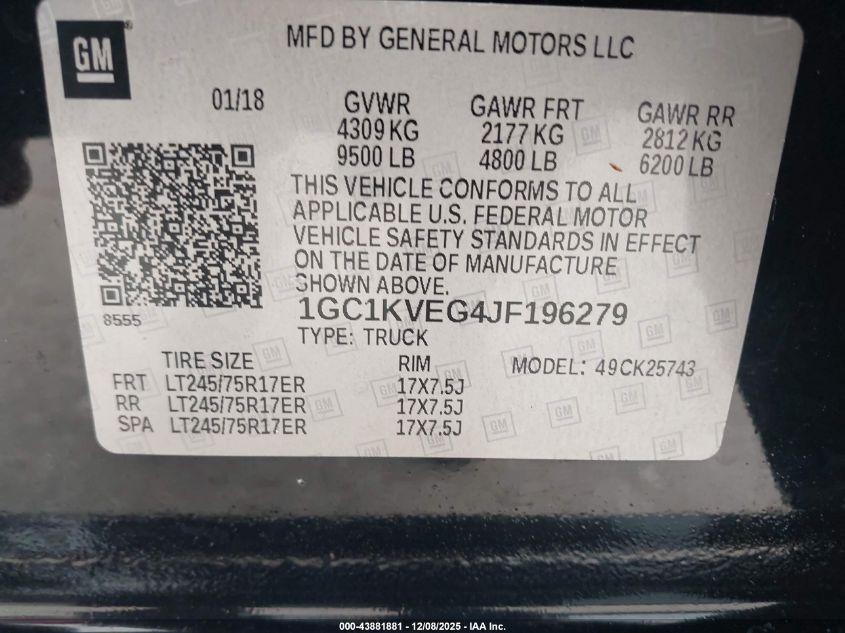 GM
MFD BY GENERAL MOTORS LLC
01/18 GVWR GAWR FRT GAWR RR
4309 KG 2177 KG 2812 KG
9500 LB 4800 LB 6200 LB
THIS VEHICLE CONFORMS TO ALL
APPLICABLE U.S. FEDERAL MOTOR
VEHICLE SAFETY STANDARDS IN EFFECT
ON THE DATE OF MANUFACTURE
SHOWN ABOVE.
8555
1GC1KVEG4JF196279
TYPE: TRUCK
TIRE SIZE RIM MODEL: 49CK25743
FRT LT245/75R17ER 17X7.5J
RR LT245/75R17ER 17X7.5J
SPA LT245/75R17ER 17X7.5J
000-43881881 - 12/08/2025 - IAA Inc.